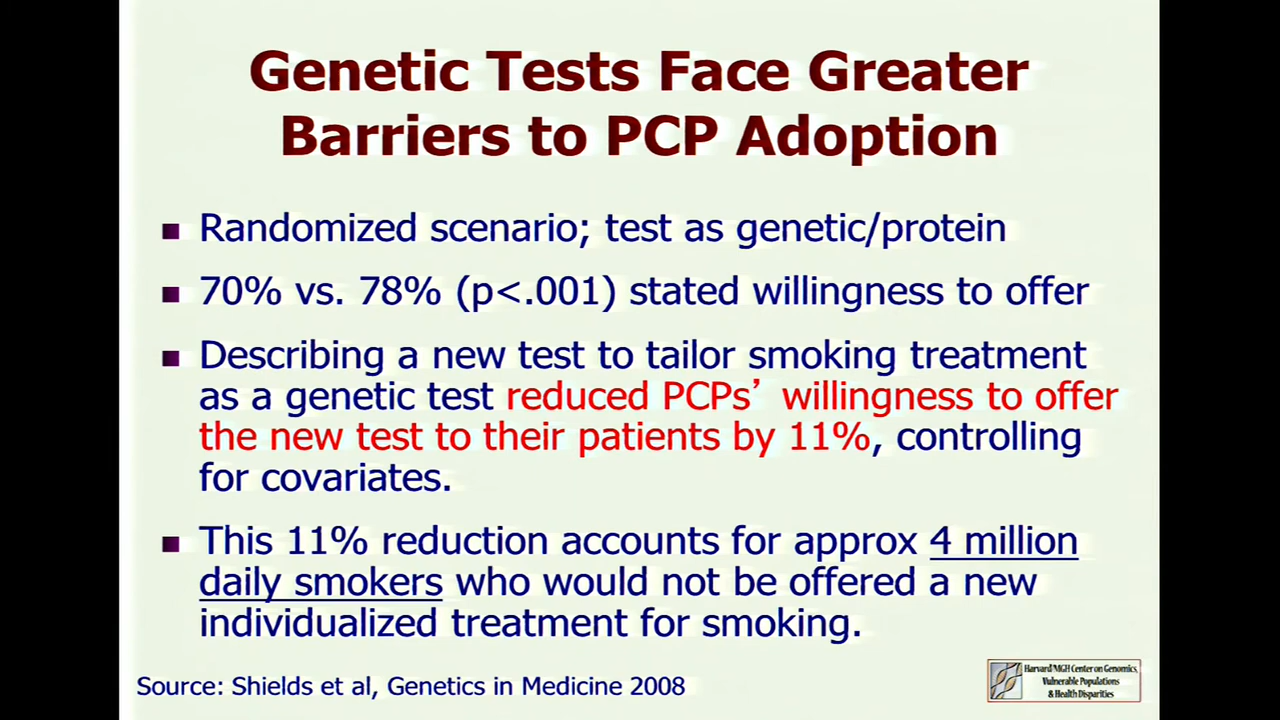 Genetic Tests Face Greater
Barriers to PCP Adoption
Randomized scenario; test as genetic/protein
70% vs. 78% (p<.001) stated willingness to offer
Describing a new test to tailor smoking treatment
as a genetic test reduced PCPs’ willingness to offer
the new test to their patients by 11%, controlling
for covariates.
This 11% reduction accounts for approx 4 million
daily smokers who would not be offered a new
individualized treatment for smoking.
Source: Shields et al, Genetics in Medicine 2008
Harvard/MGH Center on Genomics,
Vulnerable Populations
& Health Disparities